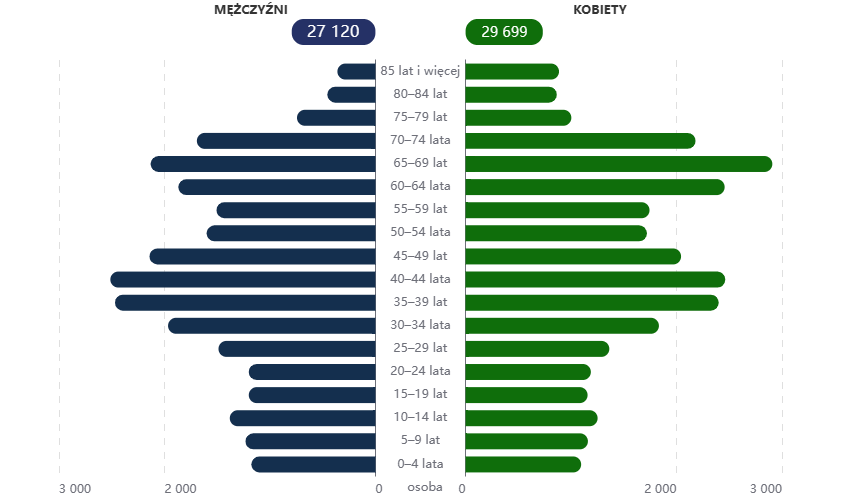 MĘŻCZYŹNI KOBIETY
27 120 29 699
85 lat i więcej
80–84 lat
75–79 lat
70–74 lata
65–69 lat
60–64 lata
55–59 lat
50–54 lata
45–49 lat
40–44 lata
35–39 lat
30–34 lata
25–29 lat
20–24 lata
15–19 lat
10–14 lat
5–9 lat
0–4 lata
3 000 2 000 0 osoba 0 2 000 3 000